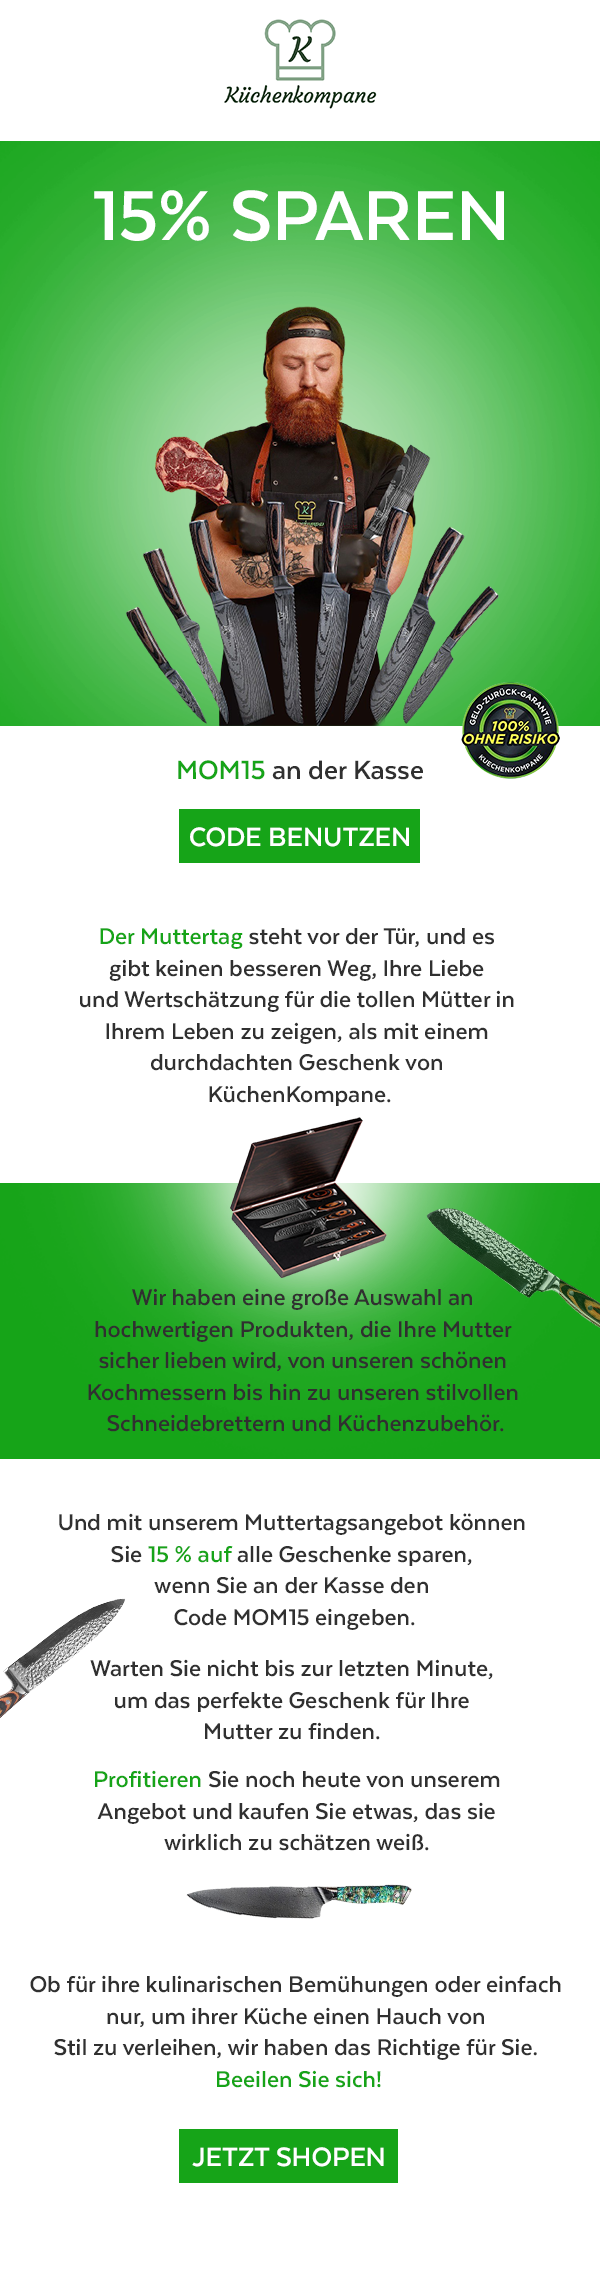 K
Küchenkompane
15% SPAREN
K
GELD-ZURÜCK-GARANTIE
100%
OHNE RISIKO
KUECHENKOMPANE
MOM15 an der Kasse
CODE BENUTZEN
Der Muttertag steht vor der Tür, und es
gibt keinen besseren Weg, Ihre Liebe
und Wertschätzung für die tollen Mütter in
Ihrem Leben zu zeigen, als mit einem
durchdachten Geschenk von
KüchenKompane.
Wir haben eine große Auswahl an
hochwertigen Produkten, die Ihre Mutter
sicher lieben wird, von unseren schönen
Kochmessern bis hin zu unseren stilvollen
Schneidebrettern und Küchenzubehör.
Und mit unserem Muttertagsangebot können
Sie 15 % auf alle Geschenke sparen,
wenn Sie an der Kasse den
Code MOM15 eingeben.
Warten Sie nicht bis zur letzten Minute,
um das perfekte Geschenk für Ihre
Mutter zu finden.
Profitieren Sie noch heute von unserem
Angebot und kaufen Sie etwas, das sie
wirklich zu schätzen weiß.
Ob für ihre kulinarischen Bemühungen oder einfach
nur, um ihrer Küche einen Hauch von
Stil zu verleihen, wir haben das Richtige für Sie.
Beeilen Sie sich!
JETZT SHOPEN